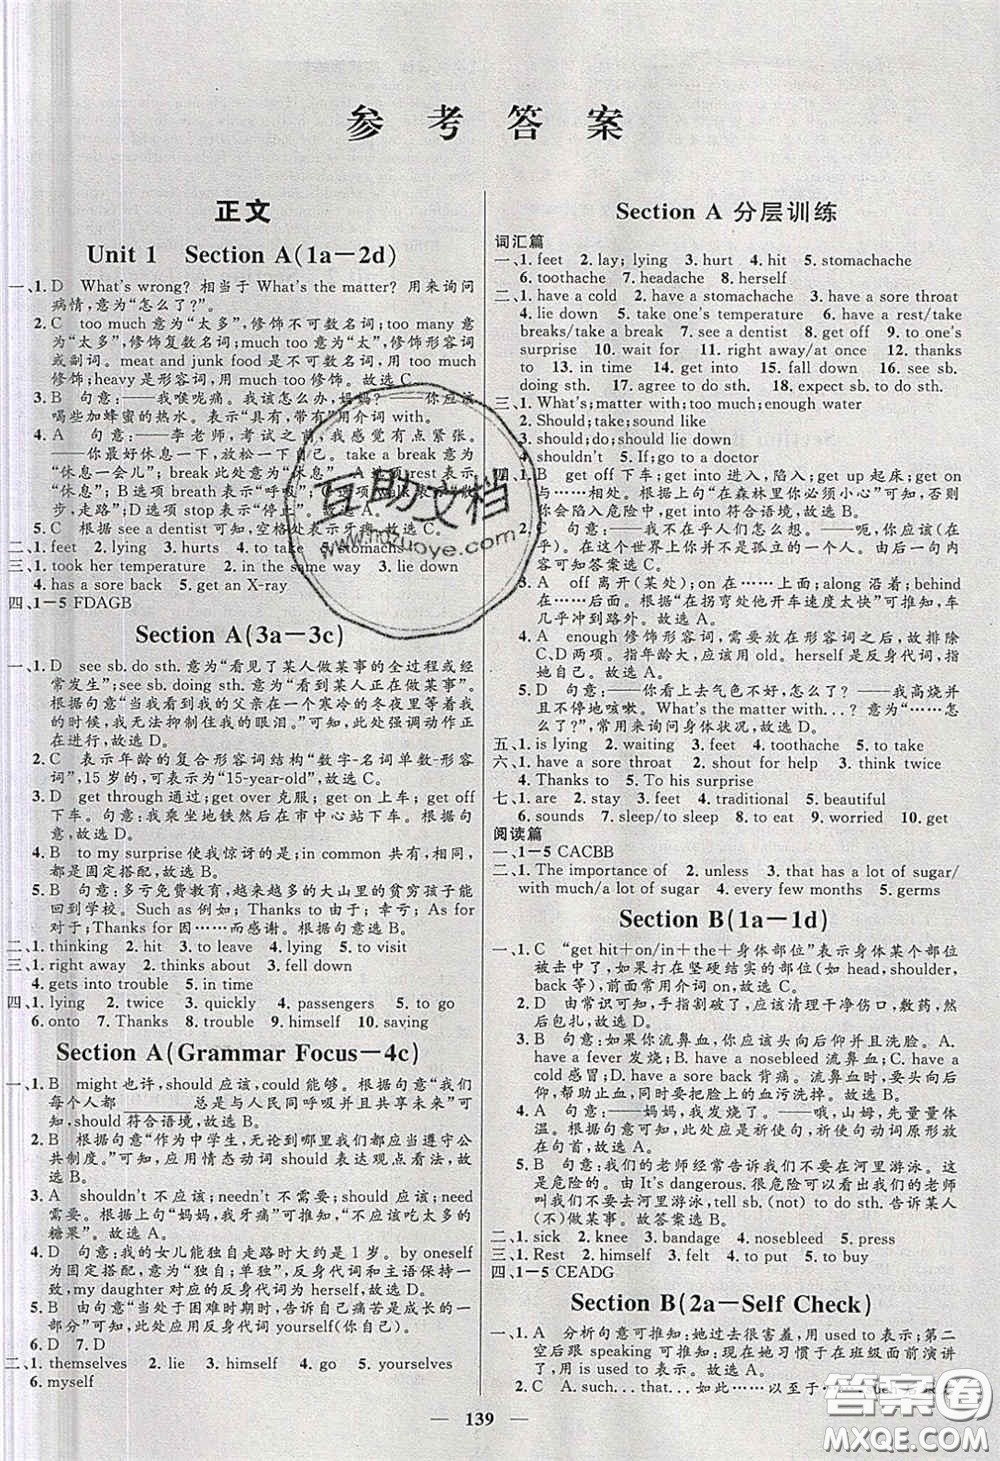 参考答案
正文
Unit 1 Section A(1a－2d)
一、1. D What's wrong? 相当于 What's the matter? 用来询问
病情,意为“怎么了?”。
2. C too much 意为“太多”,修饰不可数名词;too many 意
为“太多”,修饰复数名词;much too 意为“太”,修饰形容词
或副词。meat and junk food 是不可数名词,用 too much
修饰;heavy 是形容词,用 much too 修饰。故选 C。
3. B 句意:——我喉咙痛。我该怎么办,妈妈?——你应该
喝些加蜂蜜的热水。表示“具有,带有”用介词 with。
4. A 句意:——李老师,考试之前,我感觉有点紧张。
——你最好休息一下,放松一下。take a break 意为
“休息一会儿”; break 此处意为“休息”, A选项 rest 表示
“休息”;B 选项 breath 表示“呼吸”;C 选项 walk 表示“散
步,走路”;D 选项 stop 表示“停止”。故选 A。
5. C 根据 see a dentist 可知,空格处表示牙疼。故选 C。
二、1. feet 2. lying 3. hurts 4. to take 5. stomachs
三、1. took her temperature 2. in the same way 3. lie down
4. has a sore back 5. get an X-ray
四、1－5 FDAGB
Section A(3a－3c)
一、1. D see sb. do sth. 意为“看见了某人做某事的全过程或经
常发生”;see sb. doing sth. 意为“看到某人正在做某事”。
根据句意“当我看到我的父亲在一个寒冷的冬夜里等着我
的时候,我无法抑制住我的眼泪。”可知,此处强调动作正
在进行,故选 D。
2. C 表示年龄的复合形容词结构“数字-名词单数-形容
词”,15 岁的,可表示为“15-year-old”,故选 C。
3. D get through 通过;get over 克服;get on 上车;get off
下车。句意:我乘坐地铁然后在市中心站下车。根据句意
可知,故选 D。
4. B to my surprise 使我惊讶的是;in common 共有,相同,
都是固定搭配,故选 B。
5. B 句意:多亏免费教育,越来越多的大山里的贫穷孩子能
回到学校。Such as 例如;Thanks to 由于,幸亏;As for
对于;Thanks for 因……而感谢。根据句意选 B。
二、1. thinking 2. hit 3. to leave 4. lying 5. to visit
三、1. right away 2. thinks about 3. fell down
4. gets into trouble 5. in time
四、1. lying 2. twice 3. quickly 4. passengers 5. to go
6. onto 7. Thanks 8. trouble 9. himself 10. saving
Section A(Grammar Focus－4c)
一、1. B might 也许,should 应该,could 能够。根据句意“我们
每个人都 总是与人民同呼吸并且共享未来”可
知,should 符合语境,故选 B。
2. B 根据句意“作为中学生,无论到哪里我们都应当遵守公
共制度。”可知,应用情态动词 should 表达观点看法。故
选 B。
3. A shouldn't 不应该;needn't 不需要;should 应该;need
需要。根据上句“妈妈,我牙痛”可知,“不应该吃太多的
糖果”。故选 A。
4. D 句意:我的女儿能独自走路时大约是 1 岁。by oneself
为固定搭配,意为“独自;单独”,反身代词和主语保持一
致,my daughter 对应的反身代词为 herself。故选 D。
5. B 由句意“当处于困难时期时,告诉自己痛苦是成长的一
部分”可知,此处应用反身代词 yourself(你自己)。故选 B。
6. D 7. D
二、1. themselves 2. lie 3. himself 4. go 5. yourselves
6. myself
Section A 分层训练
词汇篇
一、1. feet 2. lay; lying 3. hurt 4. hit 5. stomachache
6. toothache 7. headache 8. herself
二、1. have a cold 2. have a stomachache 3. have a sore throat
4. lie down 5. take one's temperature 6. have a rest/take
breaks/take a break 7. see a dentist 8. get off 9. to one's
surprise 10. wait for 11. right away/at once 12. thanks
to 13. in time 14. get into 15. fall down 16. see sb.
doing sth. 17. agree to do sth. 18. expect sb. to do sth.
三、1. What's;matter with;too much;enough water
2. Should;take;sound like
3. should;do;should lie down
4. shouldn't 5. If;go to a doctor
四、1. B get off 下车;get into 进入,陷入;get up 起床;get on
与……相处。根据上句“在森林里你必须小心”可知,否则
你会陷入危险中,get into 符合语境,故选 B。
2. C 句意:——我不在乎人们怎么想。——呃,你应该(在
乎)。在这个世界上我们并不是孤立的一个人。由后一句
内容可知答案选 C。
3. A off 离开(某处);on 在……上面;along 沿着;behind
在……后面。根据“在拐弯处他开车速度太快”可推知,车
几乎冲到人行道上。故选 A。
4. A enough 修饰形容词,需要放在形容词后,故排除
C、D 两项。指年龄大,应该用 old。herself 是反身代词,指
她自己。故选 A。
5. D 句意:——你看上去气色不好,怎么了?——我高烧并
且不停地咳嗽。What's the matter with...? 意为“……怎
么了?”,常用来询问身体状况。故选 D。
五、1. is lying 2. waiting 3. feet 4. toothache 5. to take
六、1. have a sore throat 2. shout for help 3. think twice
4. Thanks to 5. To his surprise
七、1. are 2. stay 3. feet 4. traditional 5. beautiful
6. sounds 7. sleep/to sleep 8. to eat 9. worried 10. get
阅读篇
一、1－5 CACBB
二、1. The importance of 2. unless 3. that has a lot of sugar/
with much/a lot of sugar 4. every few months 5. germs
Section B(1a－1d)
一、1. C “get hit＋on/in＋the＋身体部位”表示身体某个部位
被击中了,如果打在坚硬结实的部位(如 head,shoulder,
back 等),前面常用介词 on。故选 C。
2. D 由常识可知,手指割破了,应该清理干净伤口,敷药,然
后包扎。故选 D。
3. B 句意:如果你流鼻血,你应该头向后仰并且洗脸。A.
have a fever 发烧;B. have a nosebleed 流鼻血;C. have a
cold 感冒;D. have a sore back 背痛。流鼻血应该头向后
仰,帮助止血,而且要把脸上的血污洗掉,故选 B。
4. A 句意:——妈妈,我发烧了。——哦,山姆,先量量体
温。根据句意可知,此处应是祈使句,祈使句动词原形放
在句首,故选 A。
5. B 句意:我们的老师经常告诉我们不要在河里游泳。这
是危险的。由 It's dangerous. 很危险可以推出我们的老师
叫我们不要去河里游泳,tell sb.(not) to do sth. 告诉某人
(不)做某事。故答案选 B。
二、1. sick 2. knee 3. bandage 4. nosebleed 5. press
三、1. Rest 2. himself 3. feels 4. to put 5. to buy
四、1－5 CEADG
Section B(2a－Self Check)
一、1. A 分析句意可推知:她过去很害羞,用 used to 表示;第二
空后跟 speaking 可推知:现在她习惯于在班级面前演讲
了,用 is used to 表示。故选 A。
2. C A. such... that... 如此……以至于
139
互助文档
www.hdzuoye.com
答案圈
MXQE.COM